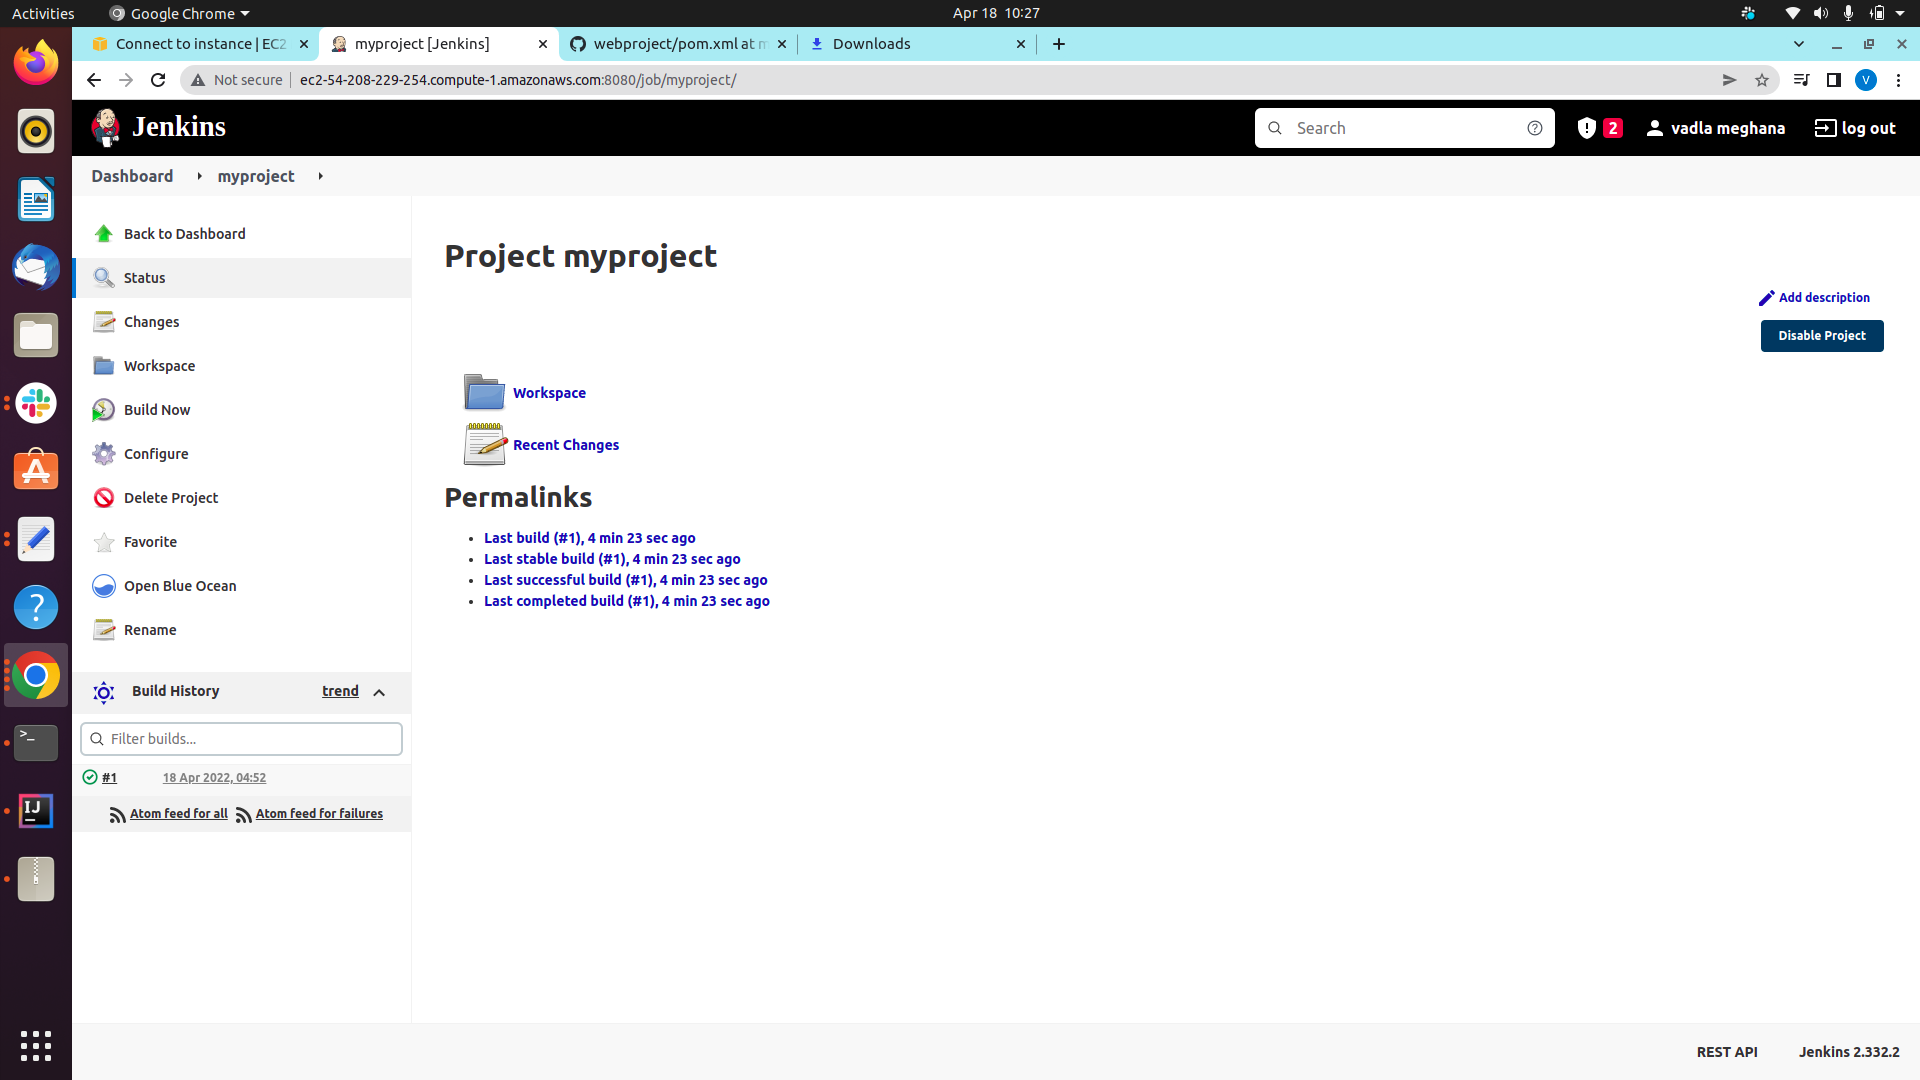 Activities
Google Chrome
Apr 18 10:27
Connect to instance | EC2
myproject [Jenkins]
webproject/pom.xml at m
Downloads
Not secure
ec2-54-208-229-254.compute-1.amazonaws.com:8080/job/myproject/
V
Jenkins
Search
2
vadla meghana
log out
Dashboard
myproject
Back to Dashboard
Status
Changes
Workspace
Build Now
Configure
Delete Project
Favorite
Open Blue Ocean
Rename
Build History
trend
Filter builds...
#1
18 Apr 2022, 04:52
Atom feed for all
Atom feed for failures
Project myproject
Add description
Disable Project
Workspace
Recent Changes
Permalinks
Last build (#1), 4 min 23 sec ago
Last stable build (#1), 4 min 23 sec ago
Last successful build (#1), 4 min 23 sec ago
Last completed build (#1), 4 min 23 sec ago
IJ
REST API
Jenkins 2.332.2